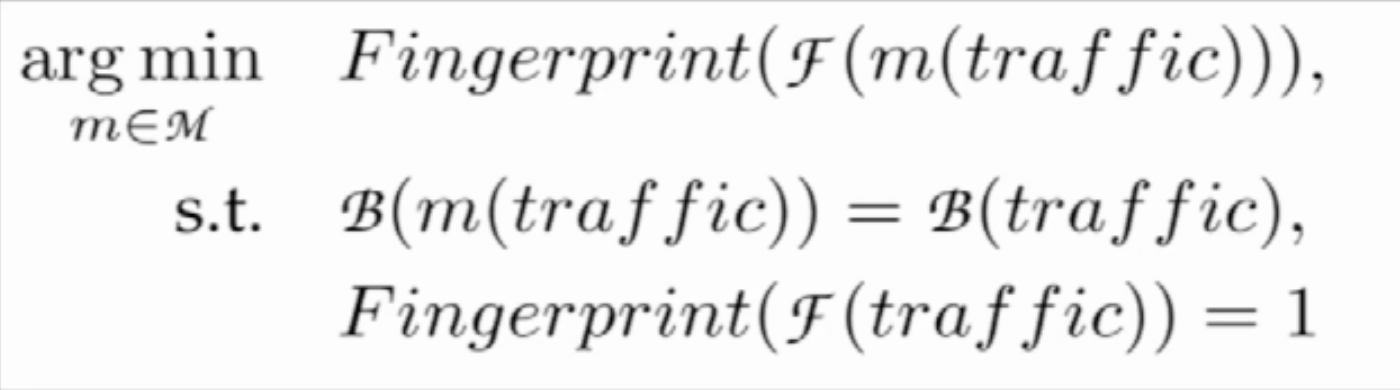 arg min Fingerprint(ℱ(m(traffic))),
m∈ℳ
s.t. ℬ(m(traffic)) = ℬ(traffic),
Fingerprint(ℱ(traffic)) = 1